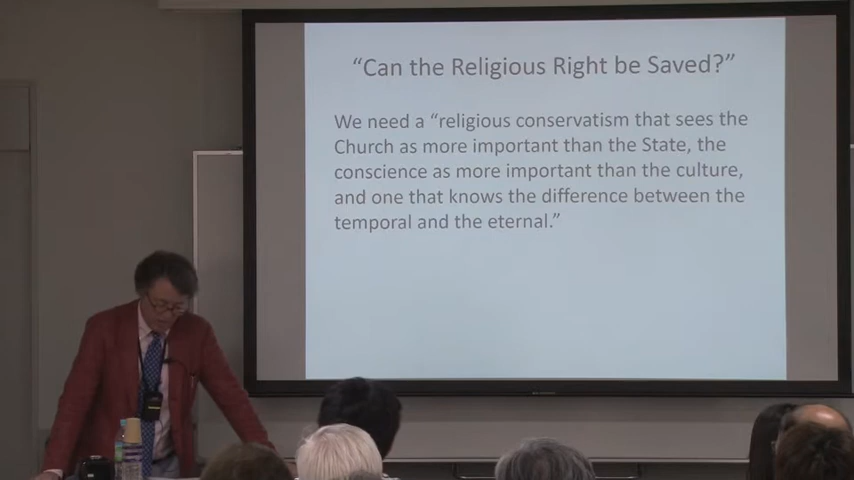 “Can the Religious Right be Saved?”
We need a “religious conservatism that sees the
Church as more important than the State, the
conscience as more important than the culture,
and one that knows the difference between the
temporal and the eternal.”